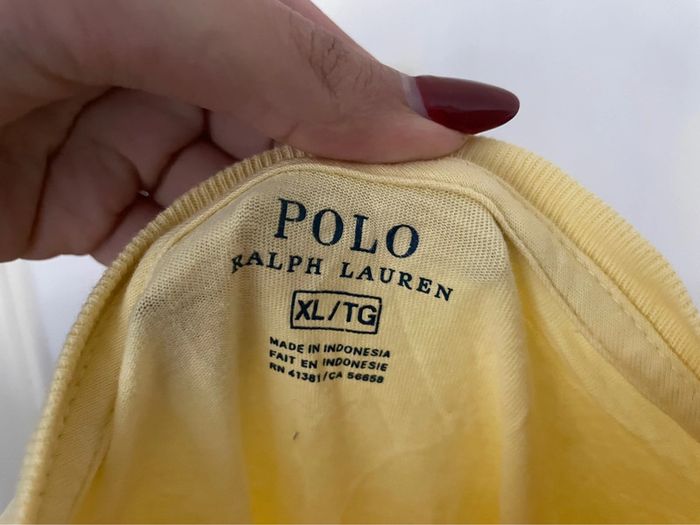 POLO
RALPH LAUREN
XL/TG
MADE IN INDONESIA
FAIT EN INDONESIE
RN 41381/CA 56658